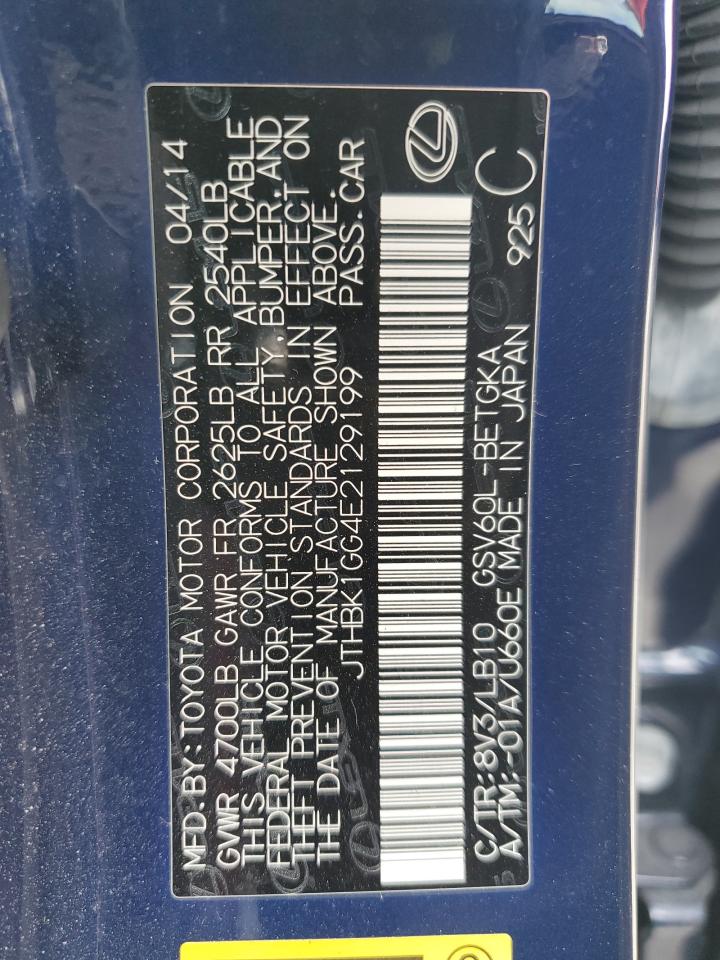 MFD.BY:TOYOTA MOTOR CORPORATION 04/14
GVWR 4700LB GAWR FR 2625LB RR 2540LB
THIS VEHICLE CONFORMS TO ALL APPLICABLE
FEDERAL MOTOR VEHICLE SAFETY,BUMPER,AND
THEFT PREVENTION STANDARDS IN EFFECT ON
THE DATE OF MANUFACTURE SHOWN ABOVE.
JTHBK1GG4E2129199 PASS.CAR
C/TR:8V3/LB10 GSV60L-BETGKA 925 C
A/TM:-01A/U660E MADE IN JAPAN